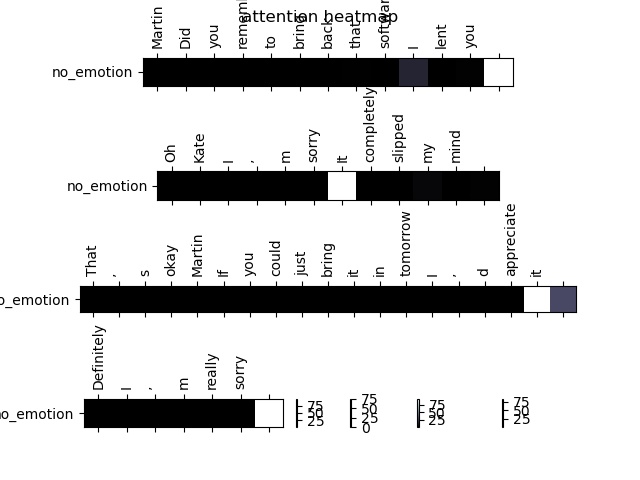 attention heatmap
Martin Did you to bring back that I lent you
no_emotion
Oh Kate I , m sorry It completely slipped my mind
no_emotion
That , s okay Martin If you could just bring it in tomorrow I , d appreciate it
o_emotion
Definitely I , m really sorry
o_emotion
75 50 25
75 50 25 0
75 50 25
75 50 25